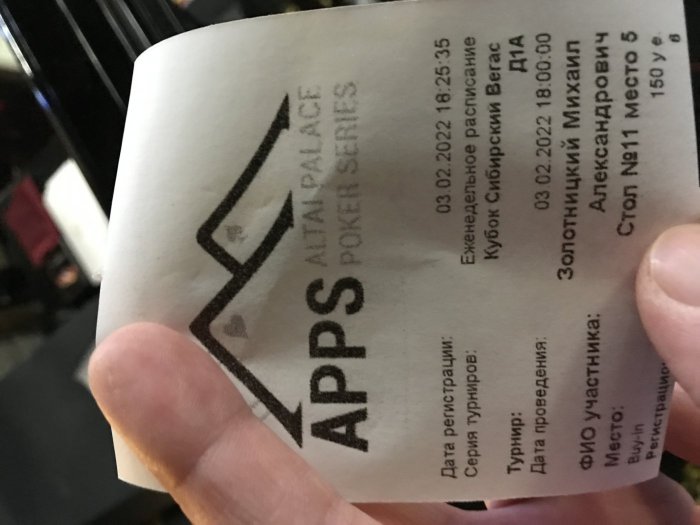 APPS
ALTAI PALACE
POKER SERIES
Дата регистрации: 03.02.2022 18:25:35
Серия турниров: Еженедельное расписание
Кубок Сибирский Вегас
Турнир: Д1А
Дата проведения: 03.02.2022 18:00:00
ФИО участника: Золотницкий Михаил
Александрович
Место: Стол №11 место 5
Buy-in 150 у.е.